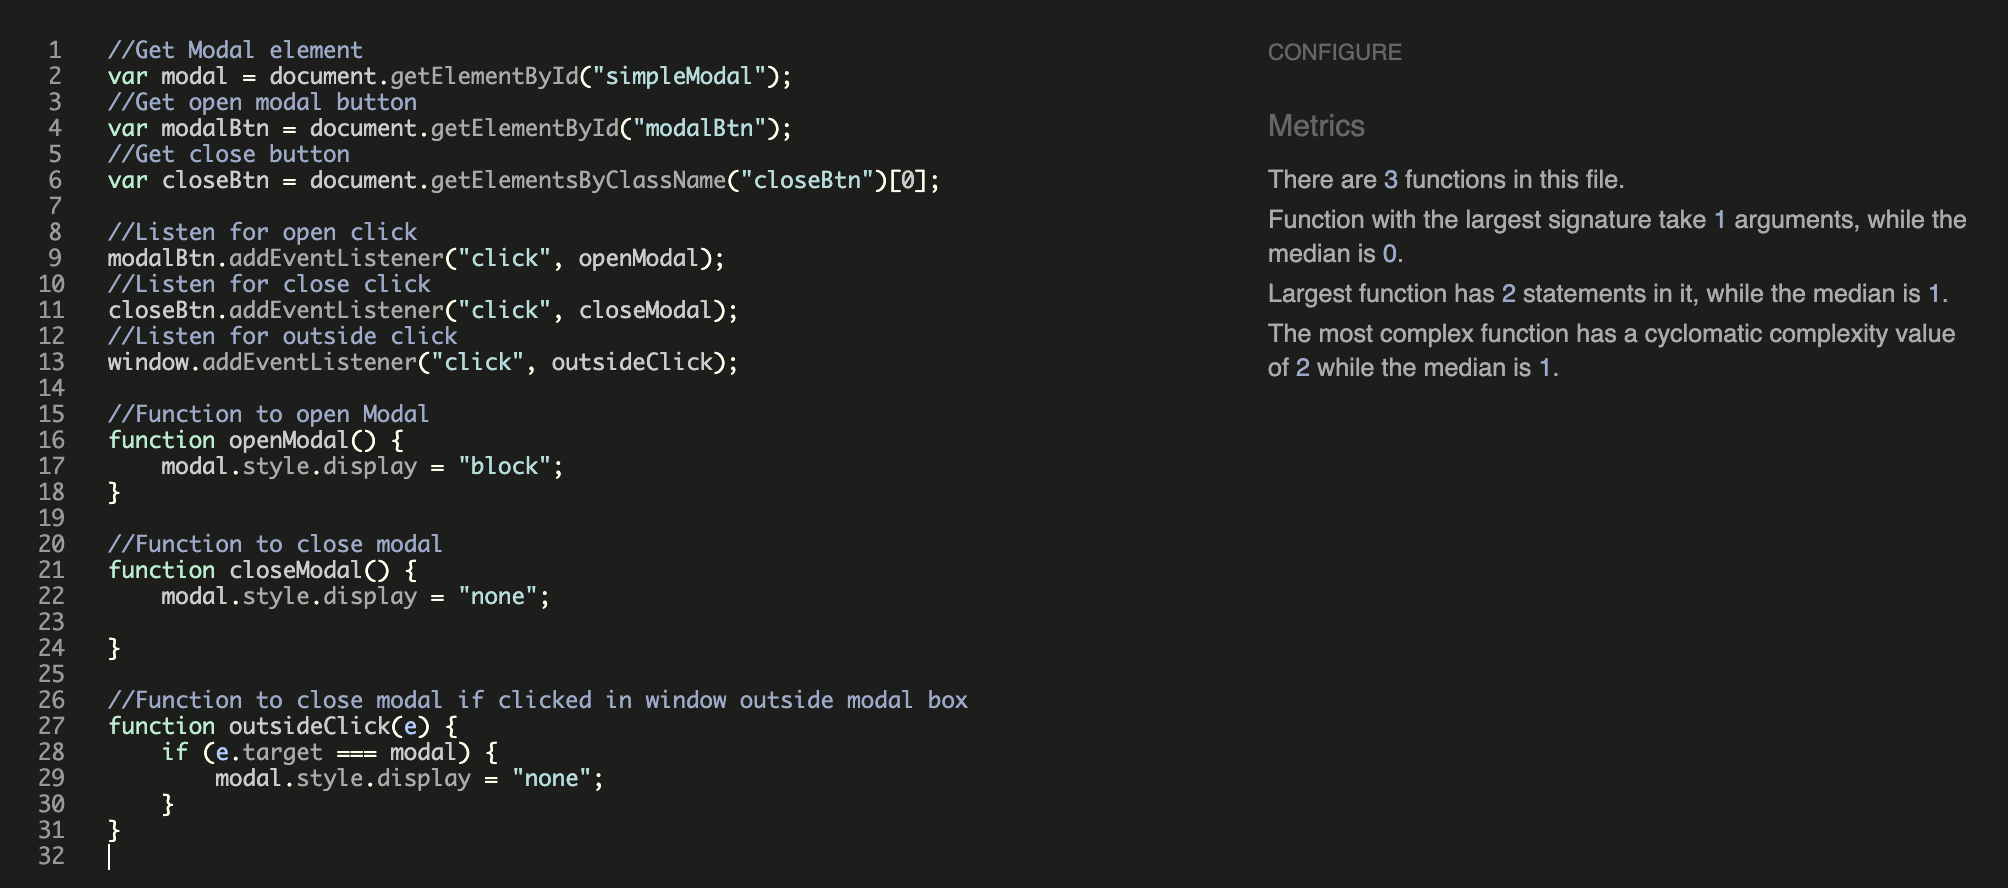 1 //Get Modal element
2 var modal = document.getElementById("simpleModal");
3 //Get open modal button
4 var modalBtn = document.getElementById("modalBtn");
5 //Get close button
6 var closeBtn = document.getElementsByClassName("closeBtn")[0];
7
8 //Listen for open click
9 modalBtn.addEventListener("click", openModal);
10 //Listen for close click
11 closeBtn.addEventListener("click", closeModal);
12 //Listen for outside click
13 window.addEventListener("click", outsideClick);
14
15 //Function to open Modal
16 function openModal() {
17     modal.style.display = "block";
18 }
19
20 //Function to close modal
21 function closeModal() {
22     modal.style.display = "none";
23
24 }
25
26 //Function to close modal if clicked in window outside modal box
27 function outsideClick(e) {
28     if (e.target === modal) {
29         modal.style.display = "none";
30     }
31 }
32
CONFIGURE
Metrics
There are 3 functions in this file.
Function with the largest signature take 1 arguments, while the
median is 0.
Largest function has 2 statements in it, while the median is 1.
The most complex function has a cyclomatic complexity value
of 2 while the median is 1.